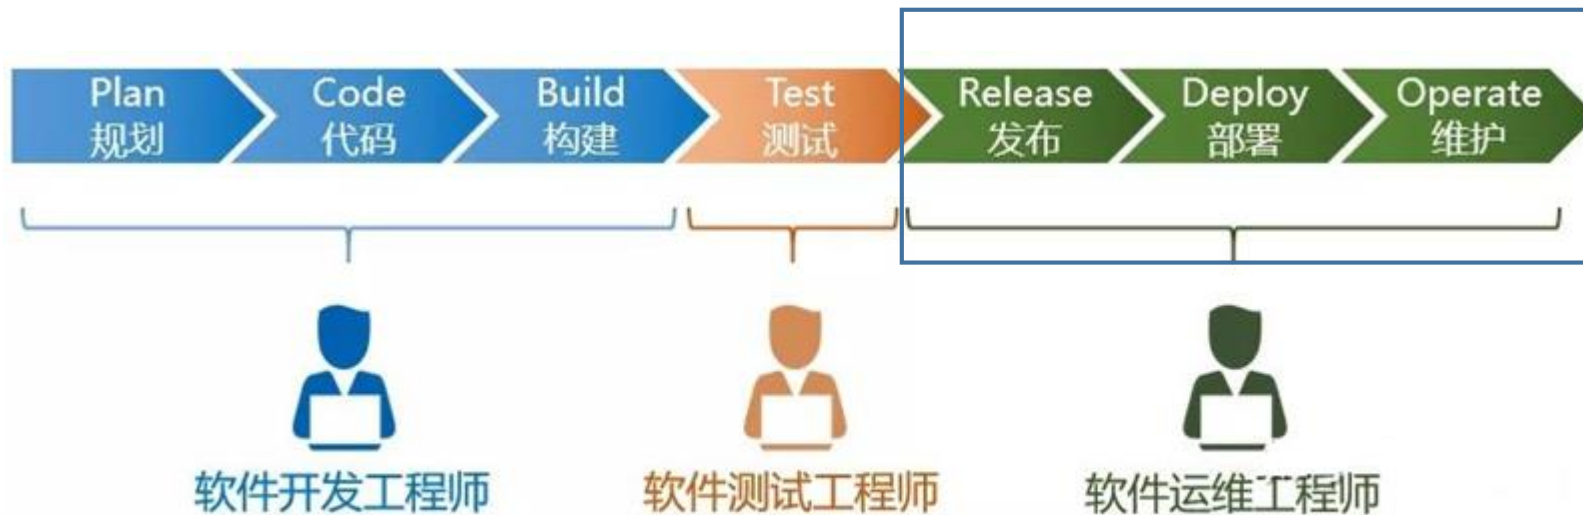 Plan
规划
Code
代码
Build
构建
Test
测试
Release
发布
Deploy
部署
Operate
维护
软件开发工程师
软件测试工程师
软件运维工程师